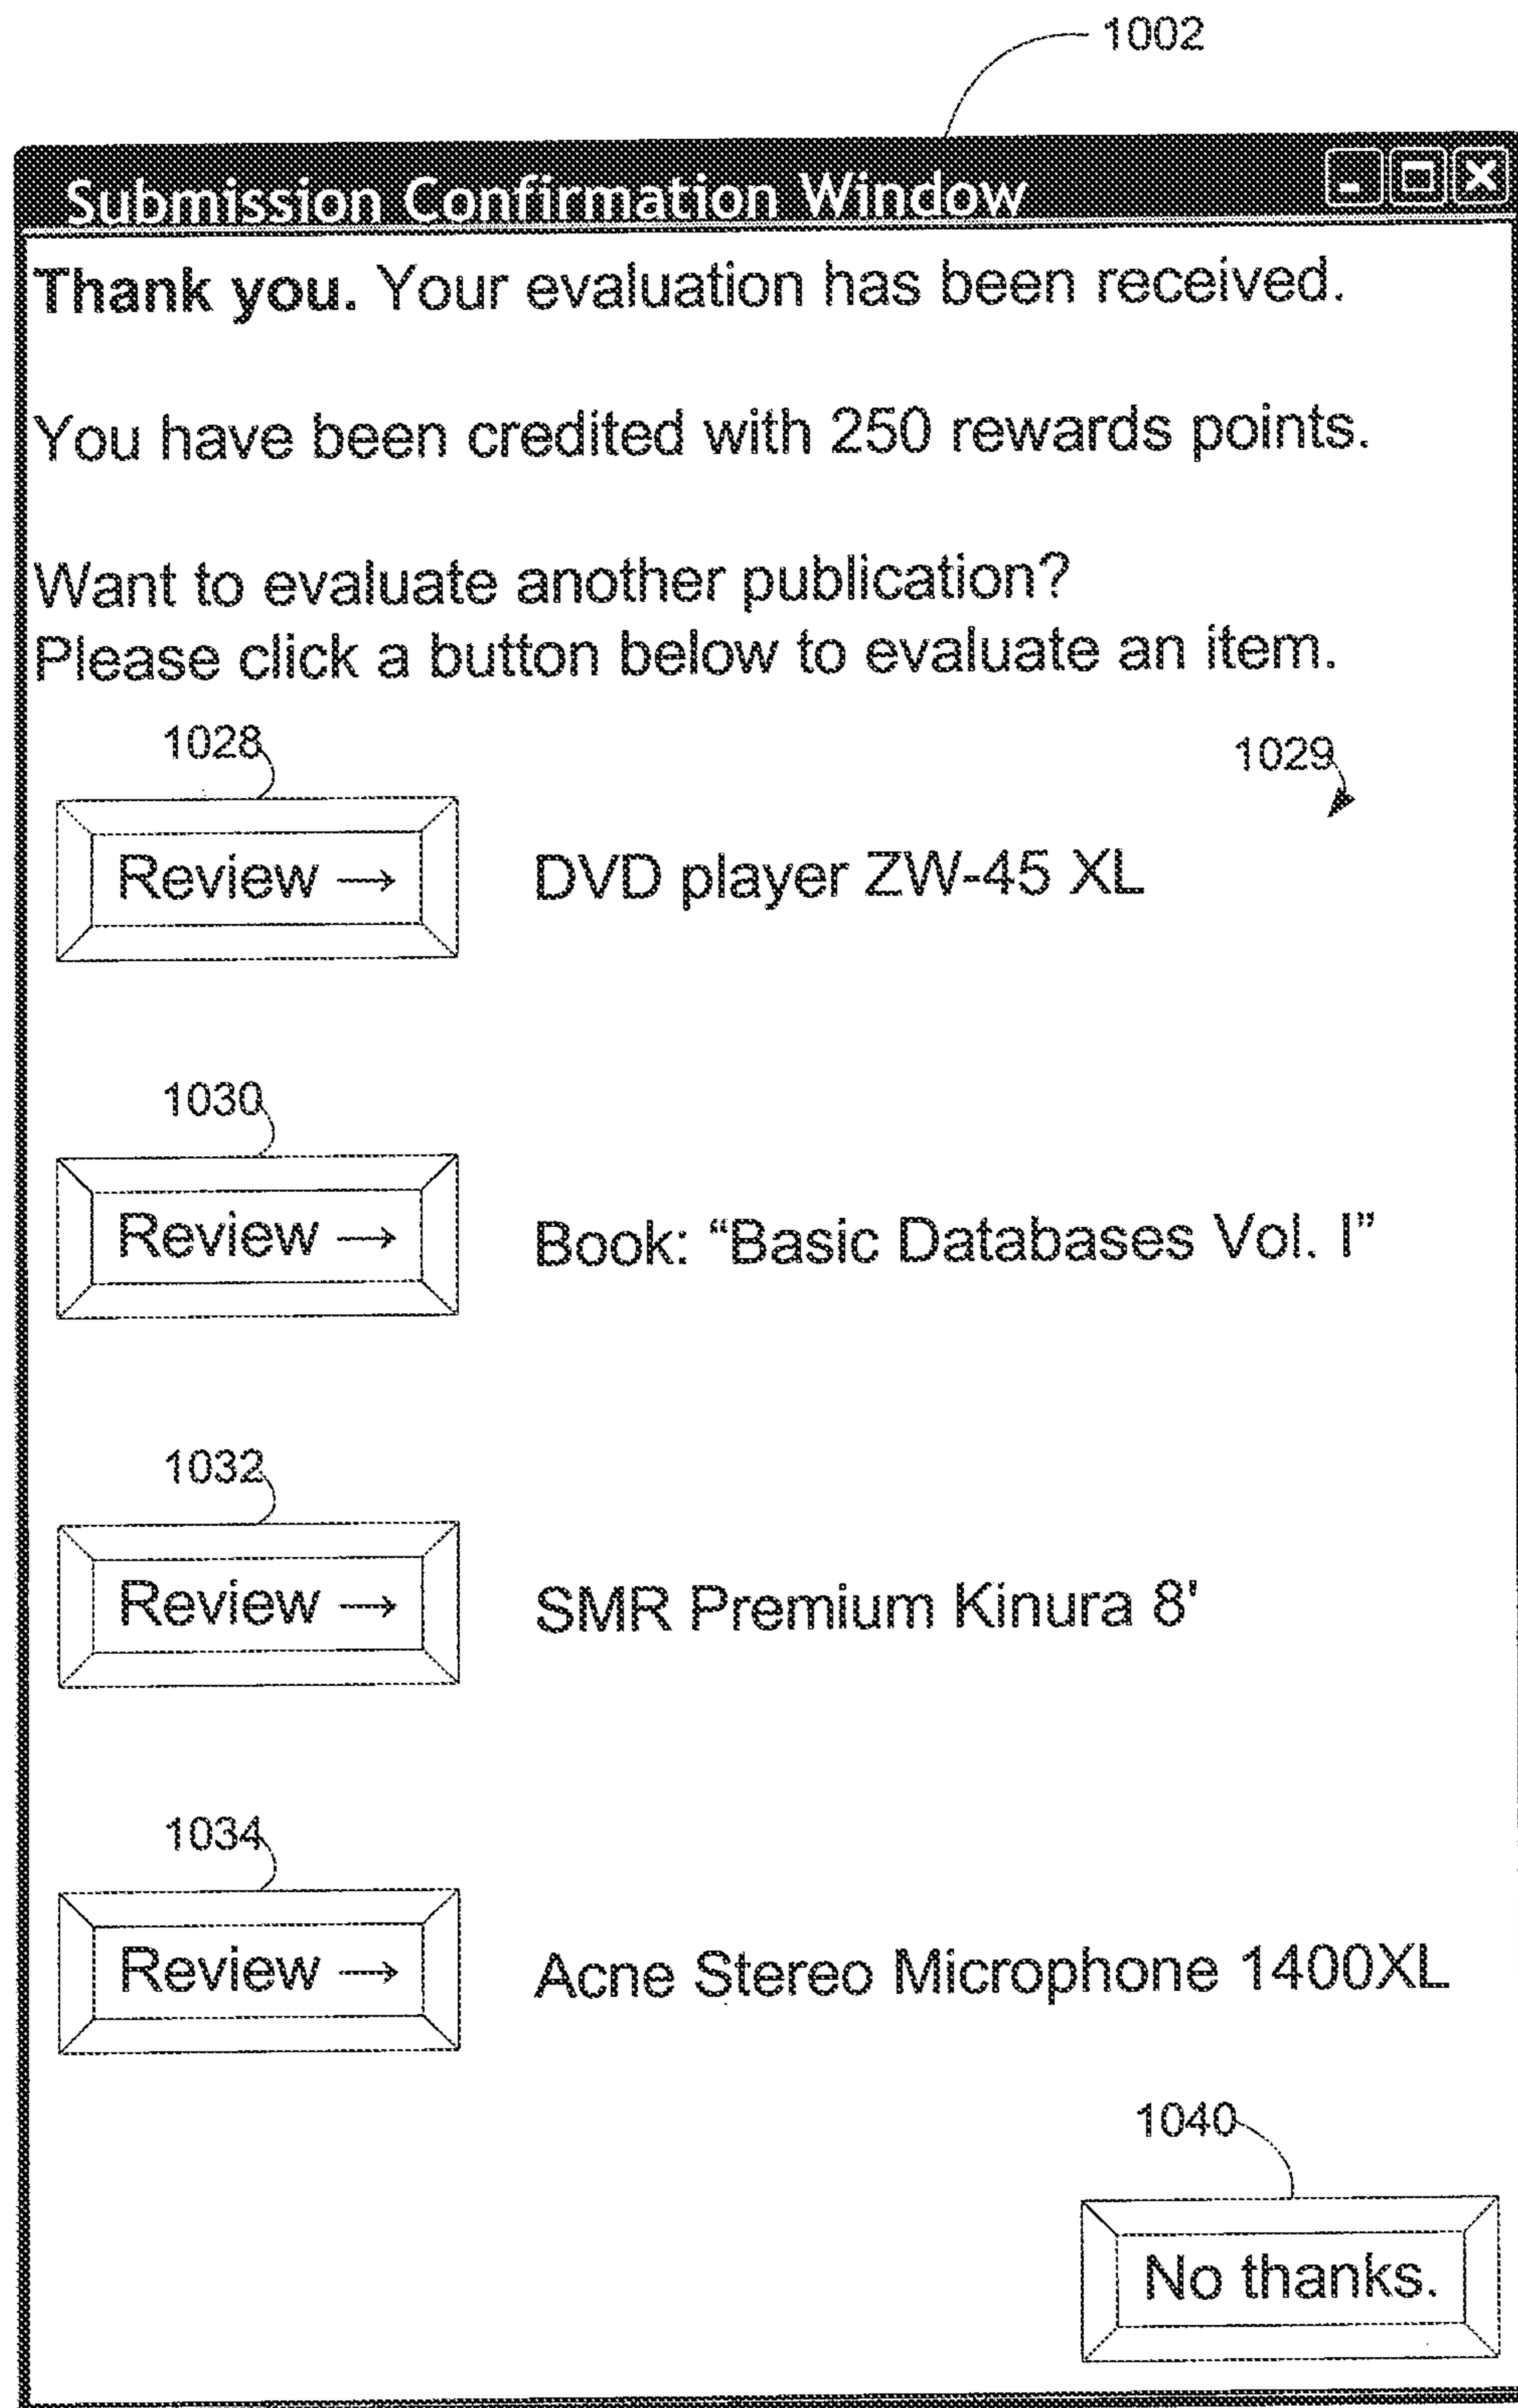 1002
Submission Confirmation Window
Thank you. Your evaluation has been received.
You have been credited with 250 rewards points.
Want to evaluate another publication?
Please click a button below to evaluate an item.
1028
1029
Review → DVD player ZW-45 XL
1030
Review → Book: “Basic Databases Vol. I”
1032
Review → SMR Premium Kinura 8'
1034
Review → Acne Stereo Microphone 1400XL
1040
No thanks.